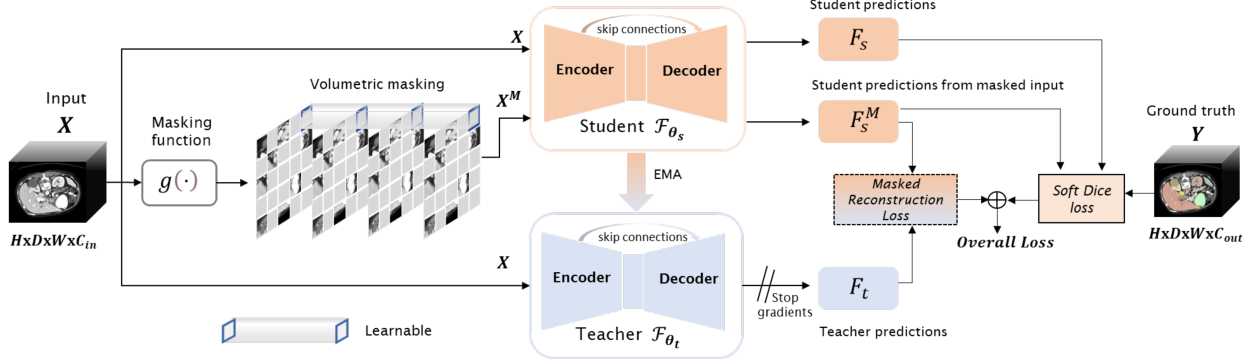 Input
X
HxDxWxC_in
Masking
function
g(·)
Volumetric masking
X
X^M
skip connections
Encoder
Decoder
Student F_θs
EMA
X
skip connections
Encoder
Decoder
Teacher F_θt
Learnable
Stop
gradients
Student predictions
F_s
Student predictions from masked input
F_s^M
Masked
Reconstruction
Loss
F_t
Teacher predictions
Overall Loss
Soft Dice
loss
Ground truth
Y
HxDxWxC_out